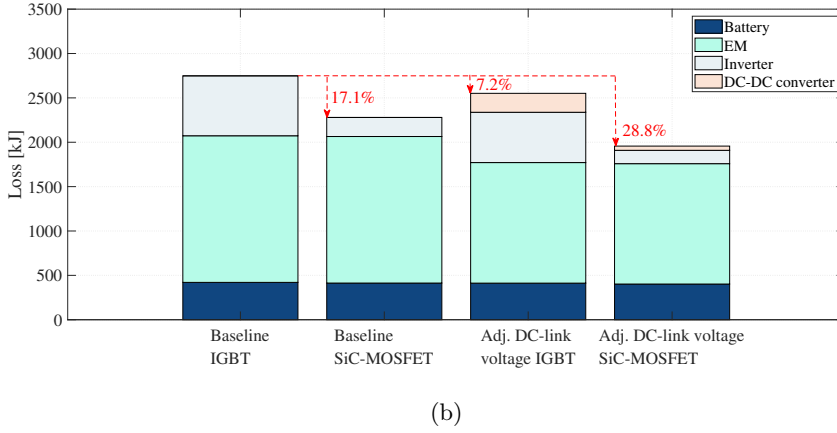 3500
3000
2500
2000
1500
1000
500
0
Loss [kJ]
Battery
EM
Inverter
DC-DC converter
17.1%
7.2%
28.8%
Baseline
IGBT
Baseline
SiC-MOSFET
Adj. DC-link
voltage IGBT
Adj. DC-link voltage
SiC-MOSFET
(b)